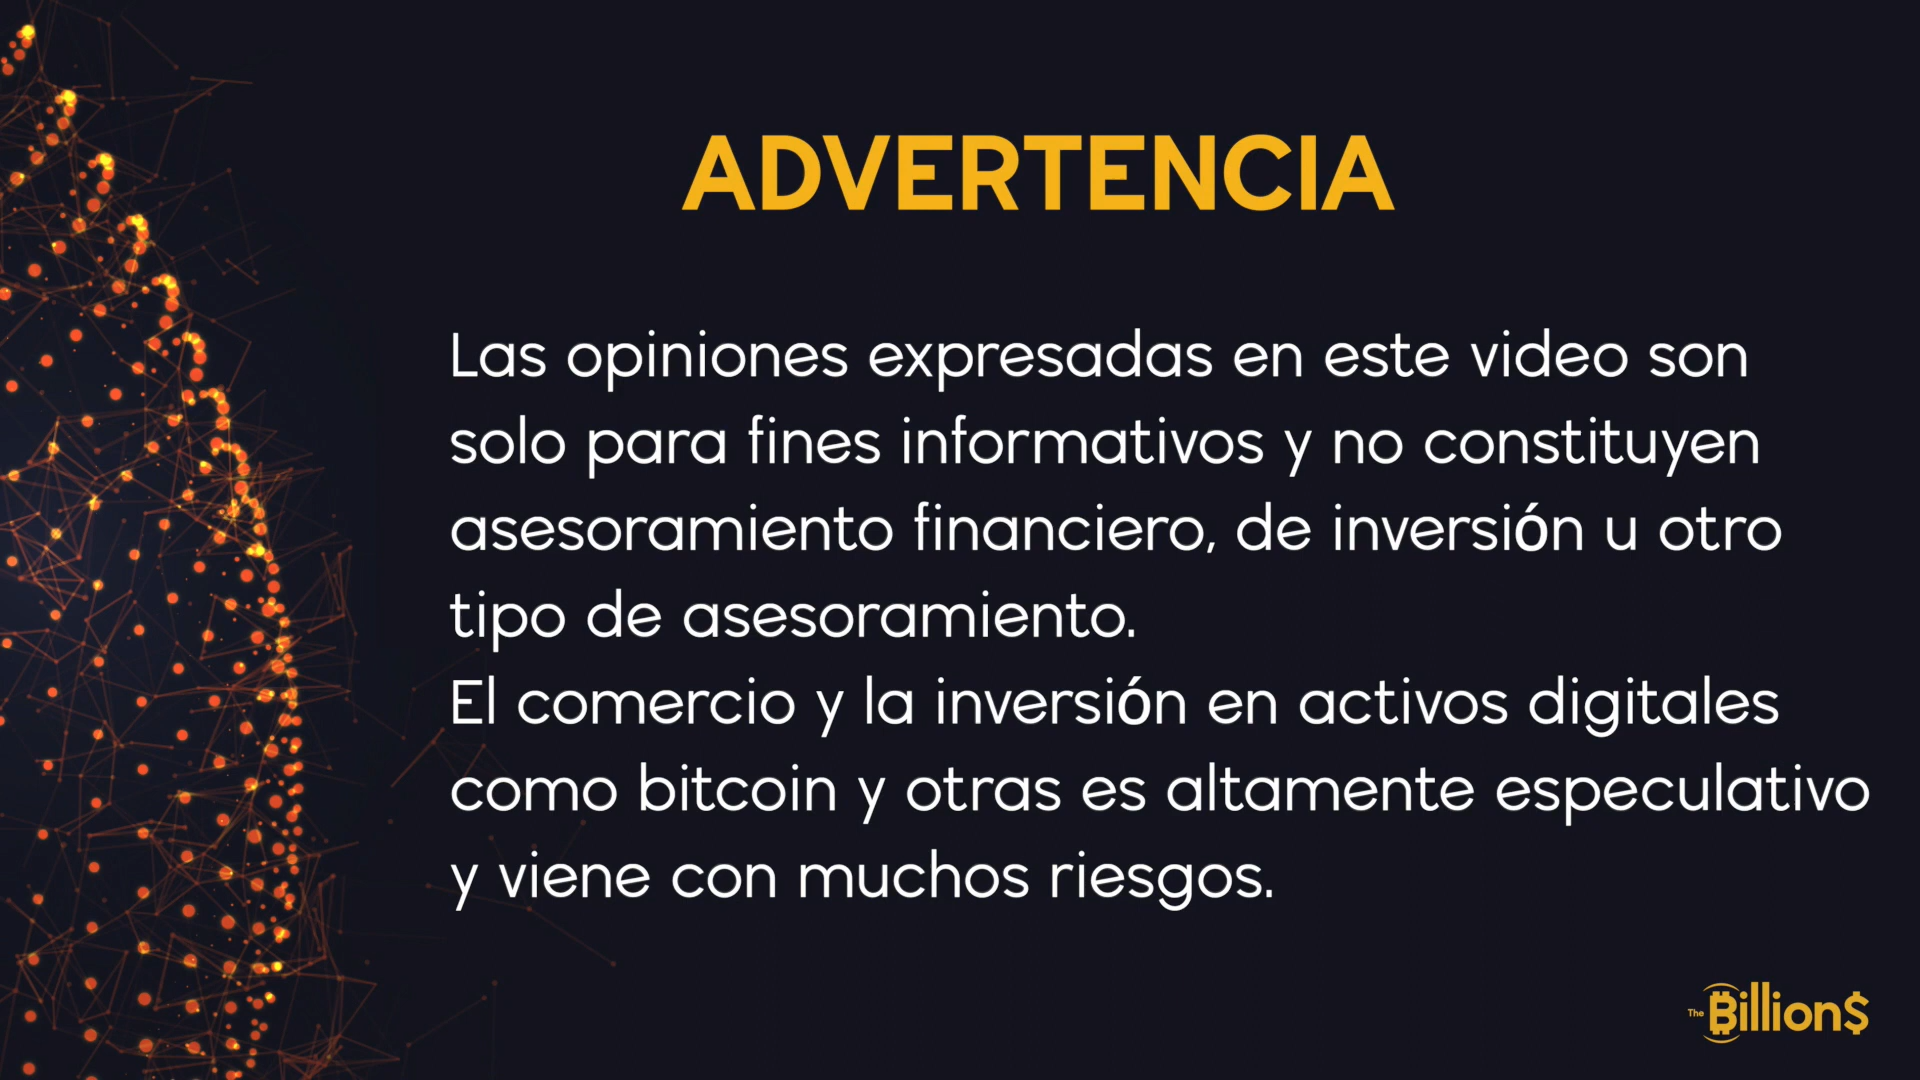 ADVERTENCIA
Las opiniones expresadas en este video son
solo para fines informativos y no constituyen
asesoramiento financiero, de inversión u otro
tipo de asesoramiento.
El comercio y la inversión en activos digitales
como bitcoin y otras es altamente especulativo
y viene con muchos riesgos.
The Billion$